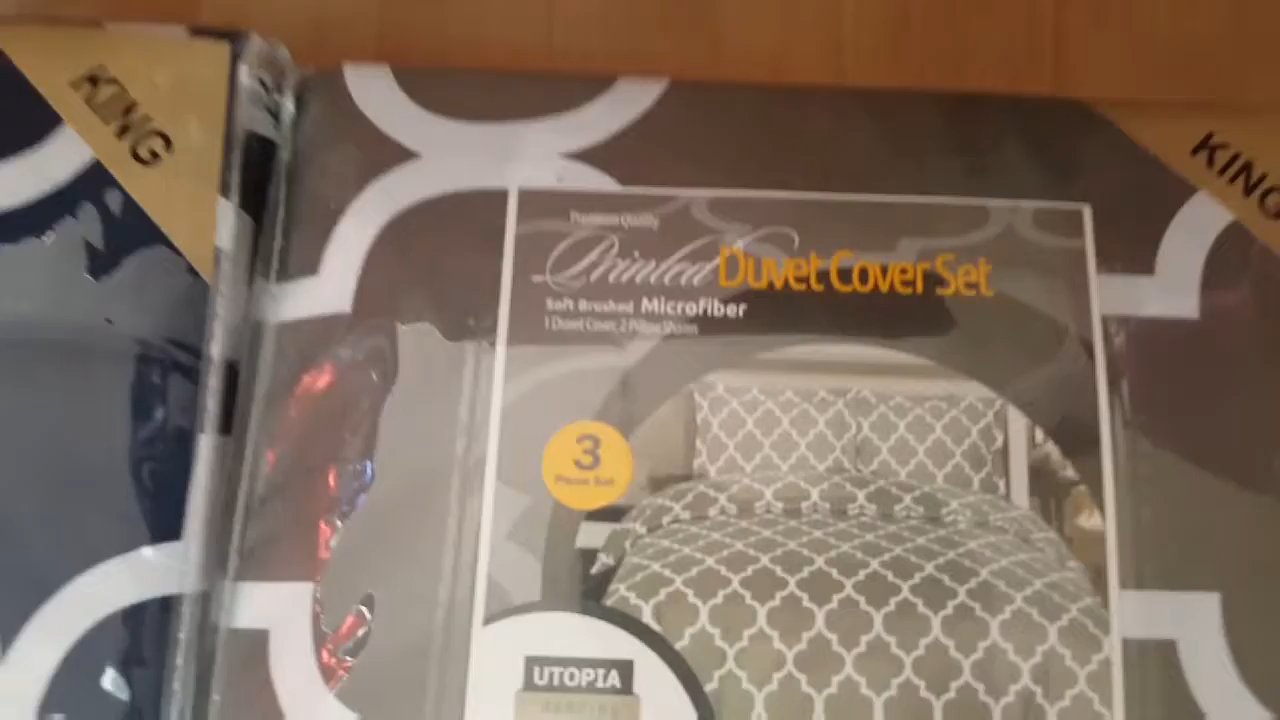 KING
KING
Premium Quality
Printed Duvet Cover Set
Soft Brushed Microfiber
1 Duvet Cover, 2 Pillow Shams
3
Piece Set
UTOPIA
BEDDING